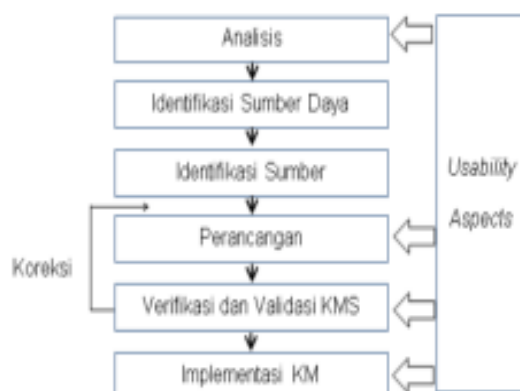 Analisis
Identifikasi Sumber Daya
Identifikasi Sumber
Usability
Aspects
Perancangan
Koreksi
Verifikasi dan Validasi KMS
Implementasi KM